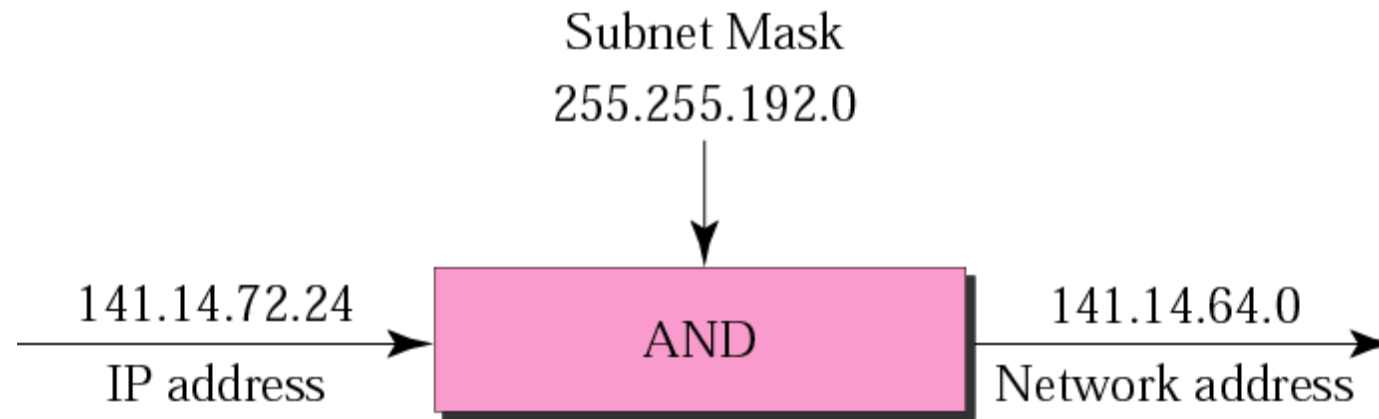 Subnet Mask
255.255.192.0
141.14.72.24
IP address
AND
141.14.64.0
Network address